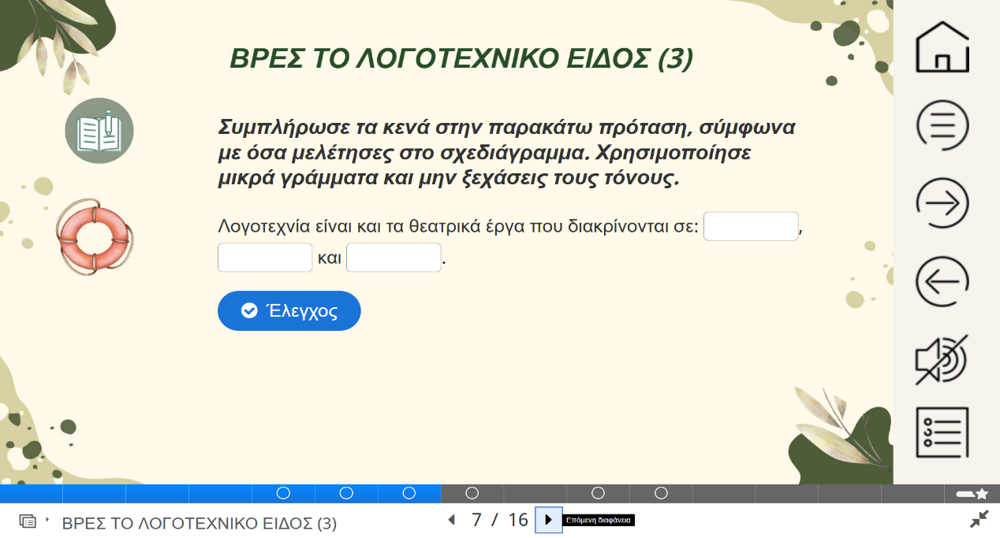 ΒΡΕΣ ΤΟ ΛΟΓΟΤΕΧΝΙΚΟ ΕΙΔΟΣ (3)
Συμπλήρωσε τα κενά στην παρακάτω πρόταση, σύμφωνα
με όσα μελέτησες στο σχεδιάγραμμα. Χρησιμοποίησε
μικρά γράμματα και μην ξεχάσεις τους τόνους.
Λογοτεχνία είναι και τα θεατρικά έργα που διακρίνονται σε: ,
και .
Έλεγχος
ΒΡΕΣ ΤΟ ΛΟΓΟΤΕΧΝΙΚΟ ΕΙΔΟΣ (3) 7 / 16 Επόμενη διαφάνεια